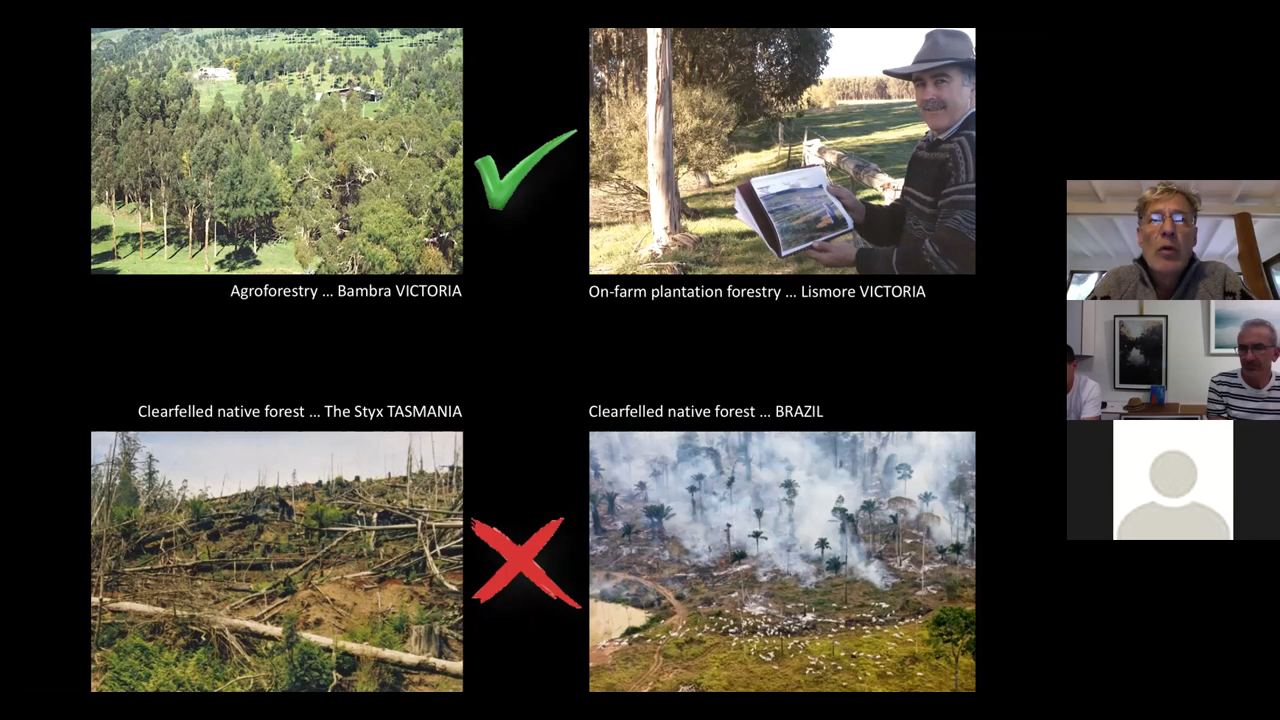 Agroforestry ... Bambra VICTORIA
On-farm plantation forestry ... Lismore VICTORIA
Clearfelled native forest ... The Styx TASMANIA
Clearfelled native forest ... BRAZIL